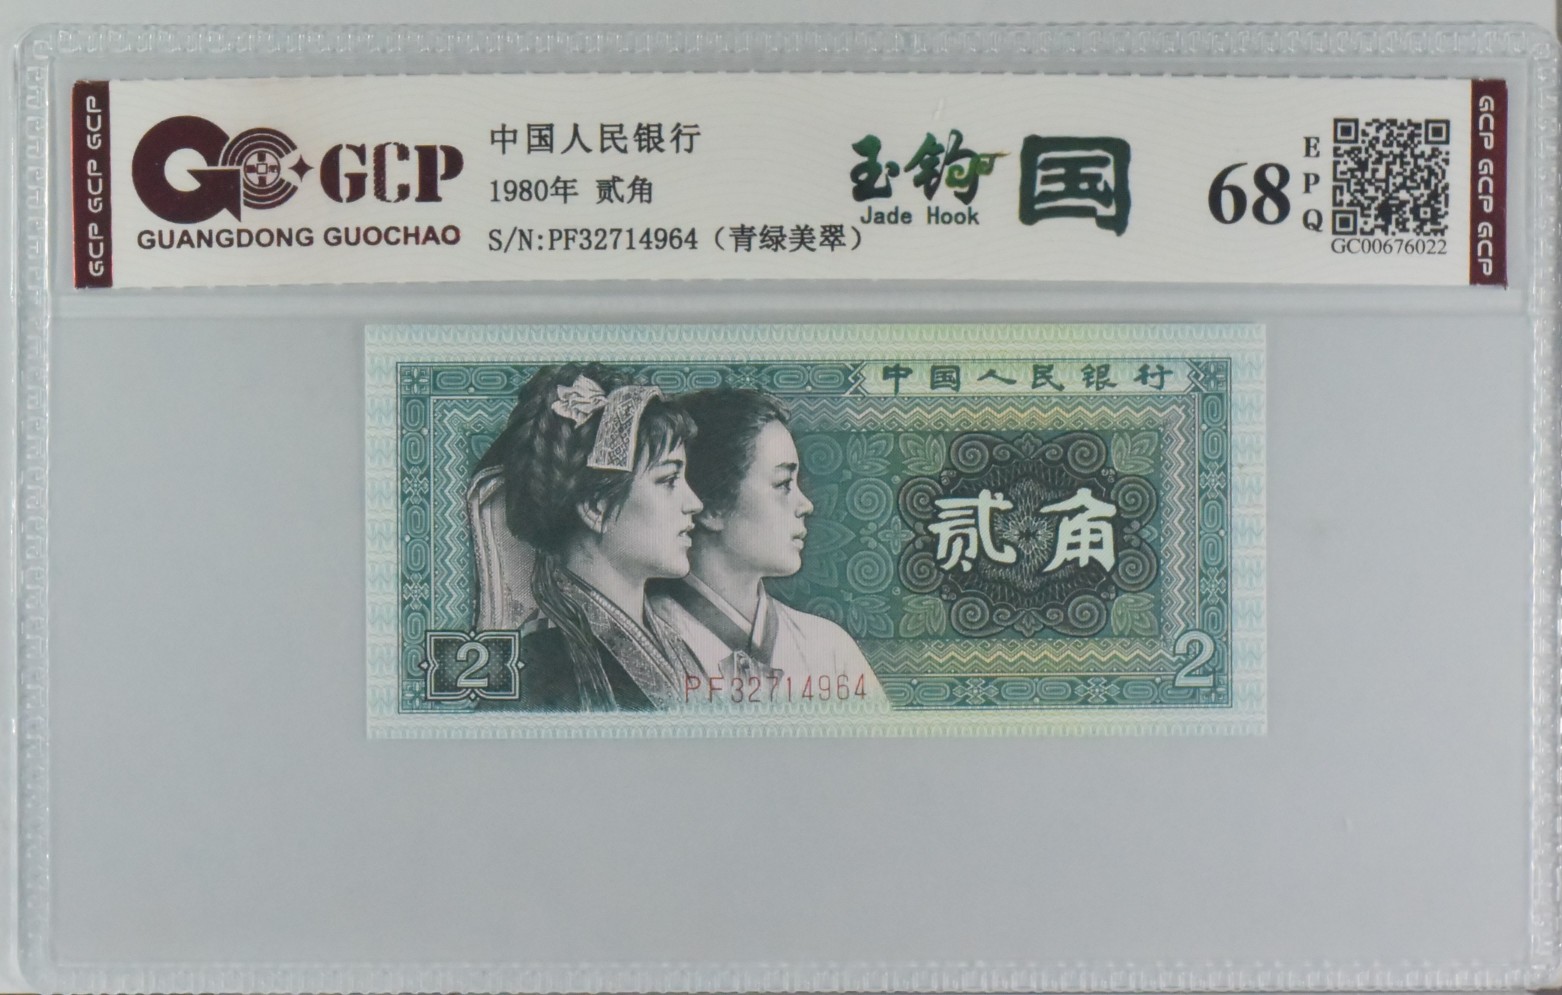 GCP GCP GCP
GCP
GUANGDONG GUOCHAO
中国人民银行
1980年 贰角
S/N:PF32714964（青绿美翠）
玉钩
Jade Hook
国
68
EPQ
GC00676022
GCP GCP GCP
中国人民银行
贰角
2
PF32714964
2